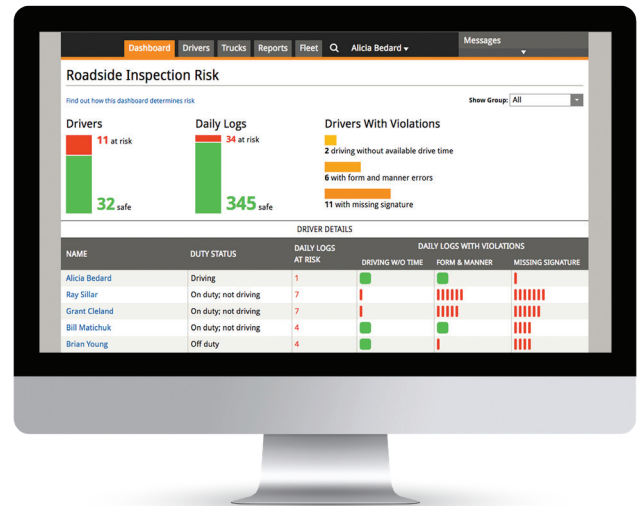 Dashboard Drivers Trucks Reports Fleet Alicia Bedard Messages
Roadside Inspection Risk
Find out how this dashboard determines risk Show Group: All
Drivers Daily Logs Drivers With Violations
11 at risk 34 at risk
2 driving without available drive time
6 with form and manner errors
32 safe 345 safe 11 with missing signature
DRIVER DETAILS
NAME DUTY STATUS DAILY LOGS AT RISK DAILY LOGS WITH VIOLATIONS
DRIVING W/O TIME FORM & MANNER MISSING SIGNATURE
Alicia Bedard Driving 1
Ray Sillar On duty; not driving 7
Grant Cleland On duty; not driving 7
Bill Matichuk On duty; not driving 4
Brian Young Off duty 4